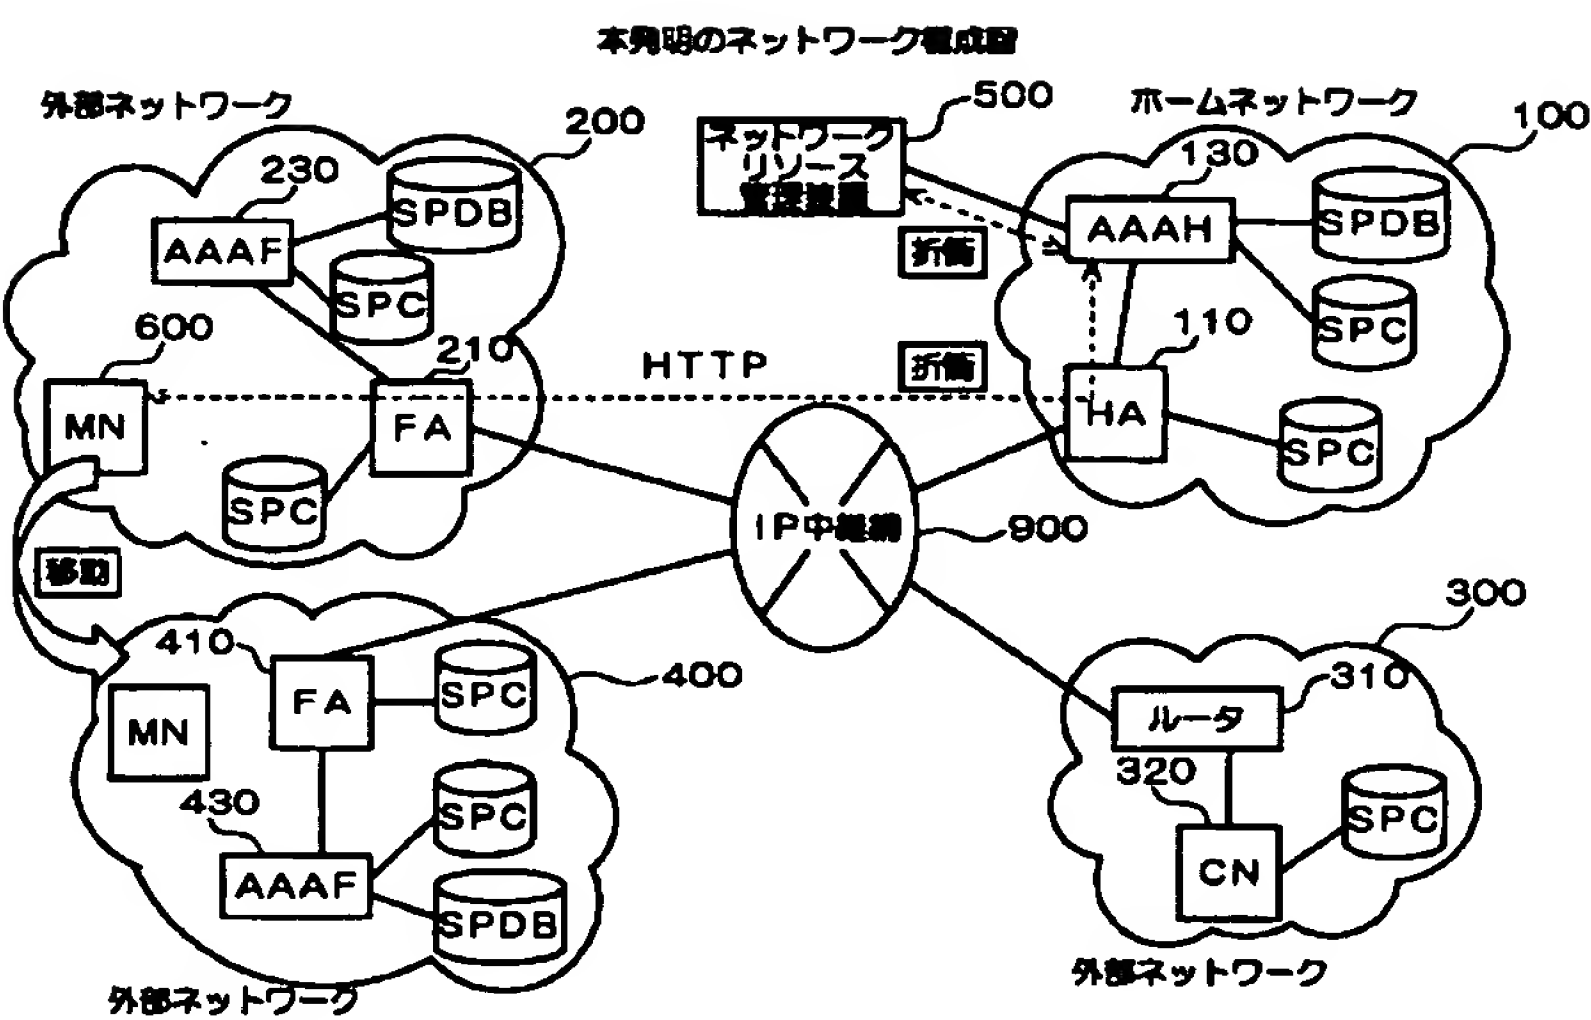 本発明のネットワーク構成図
外部ネットワーク
200
230
AAAF
SPDB
SPC
600
210
MN
FA
SPC
移動
HTTP
ネットワーク
リソース
管理装置
500
折衝
折衝
ホームネットワーク
100
130
AAAH
SPDB
SPC
110
HA
SPC
IP中継網
900
410
FA
SPC
400
MN
430
SPC
AAAF
SPDB
外部ネットワーク
300
310
ルータ
320
CN
SPC
外部ネットワーク